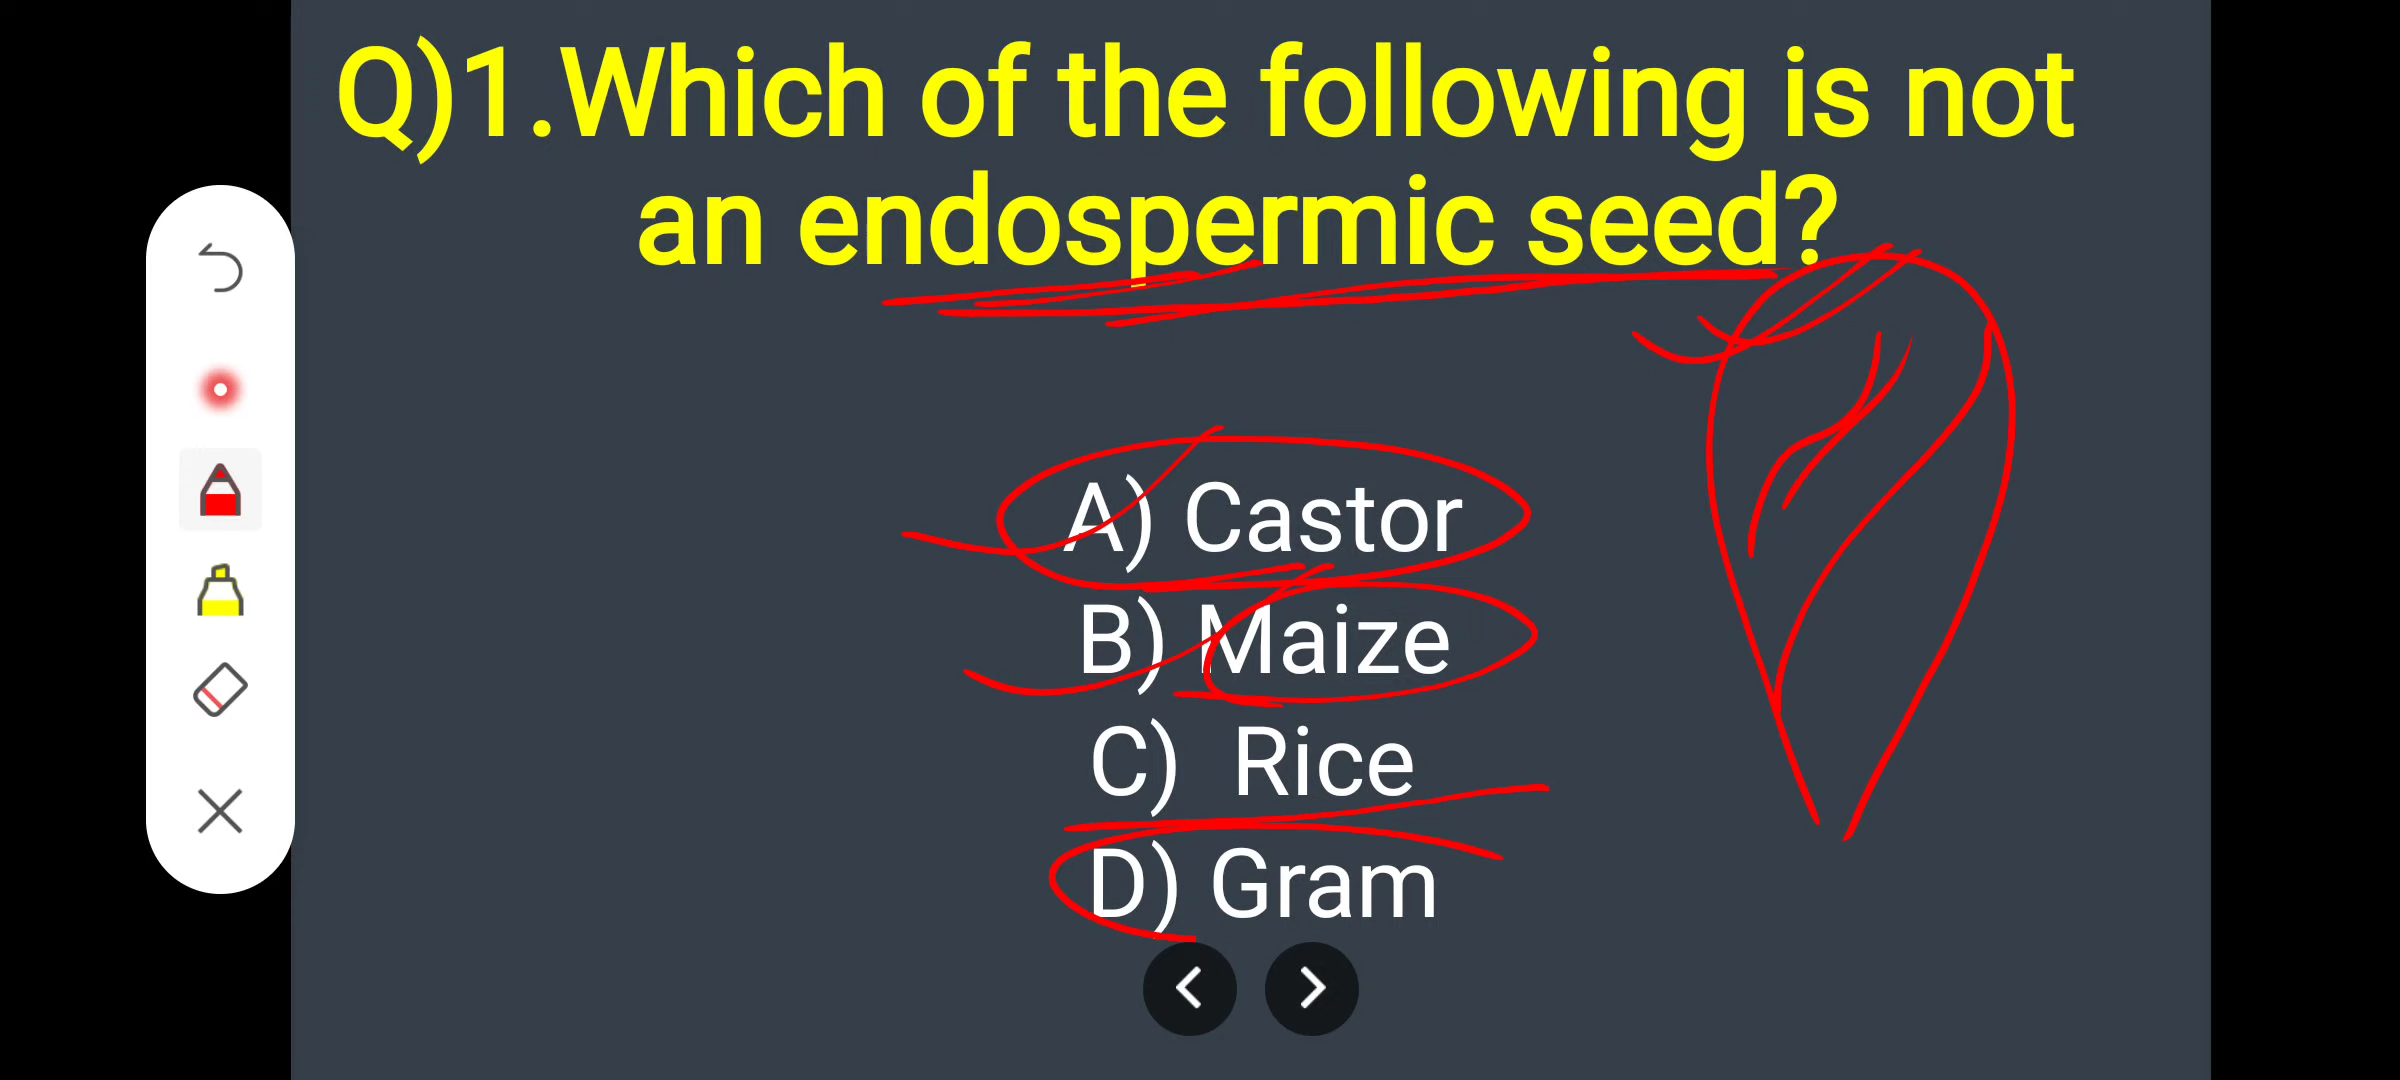 Q)1.Which of the following is not
an endospermic seed?
A) Castor
B) Maize
C) Rice
D) Gram